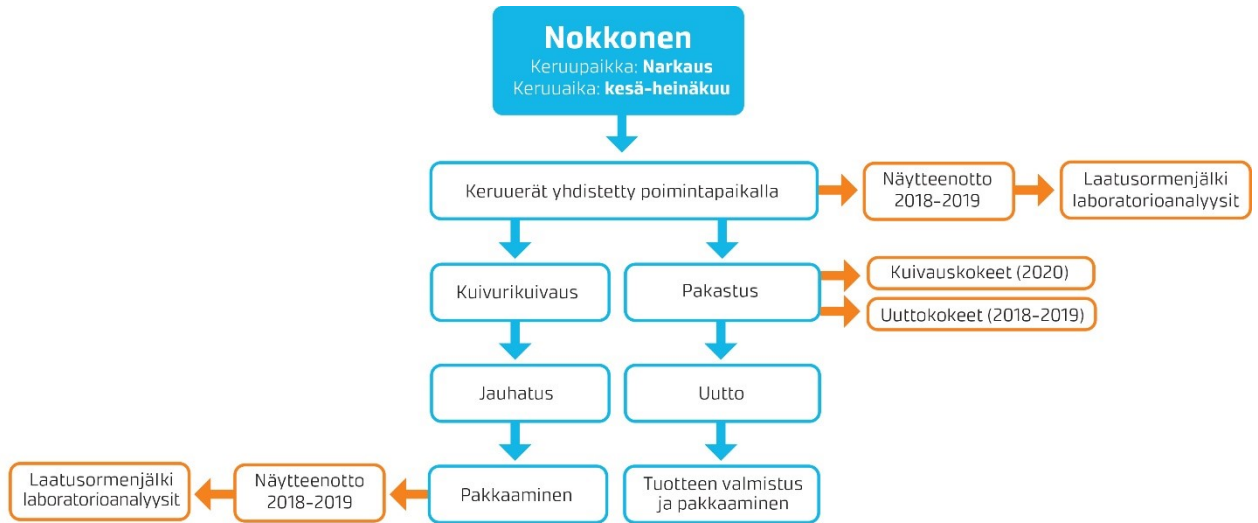 Nokkonen
Keruupaikka: Narkaus
Keruuaika: kesä-heinäkuu
Keruuerät yhdistetty poimintapaikalla
Näytteenotto
2018-2019
Laatusormenjälki
laboratorioanalyysit
Kuivurikuivaus
Pakastus
Kuivauskokeet (2020)
Uuttokokeet (2018-2019)
Jauhatus
Uutto
Laatusormenjälki
laboratorioanalyysit
Näytteenotto
2018-2019
Pakkaaminen
Tuotteen valmistus
ja pakkaaminen